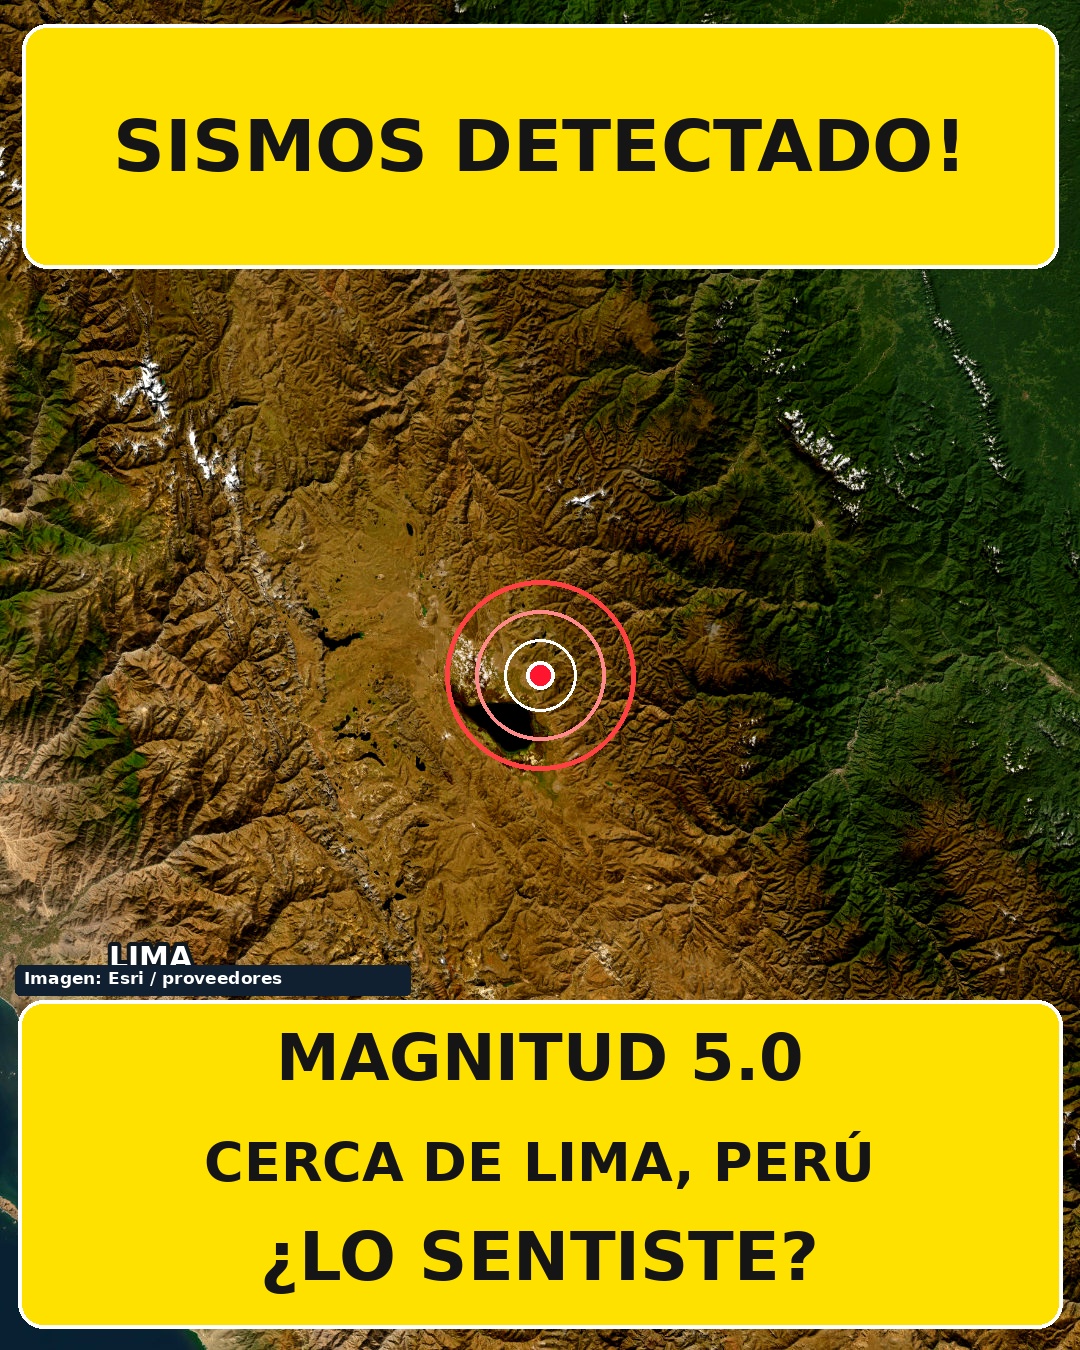 SISMOS DETECTADO!
LIMA
Imagen: Esri / proveedores
MAGNITUD 5.0
CERCA DE LIMA, PERÚ
¿LO SENTISTE?